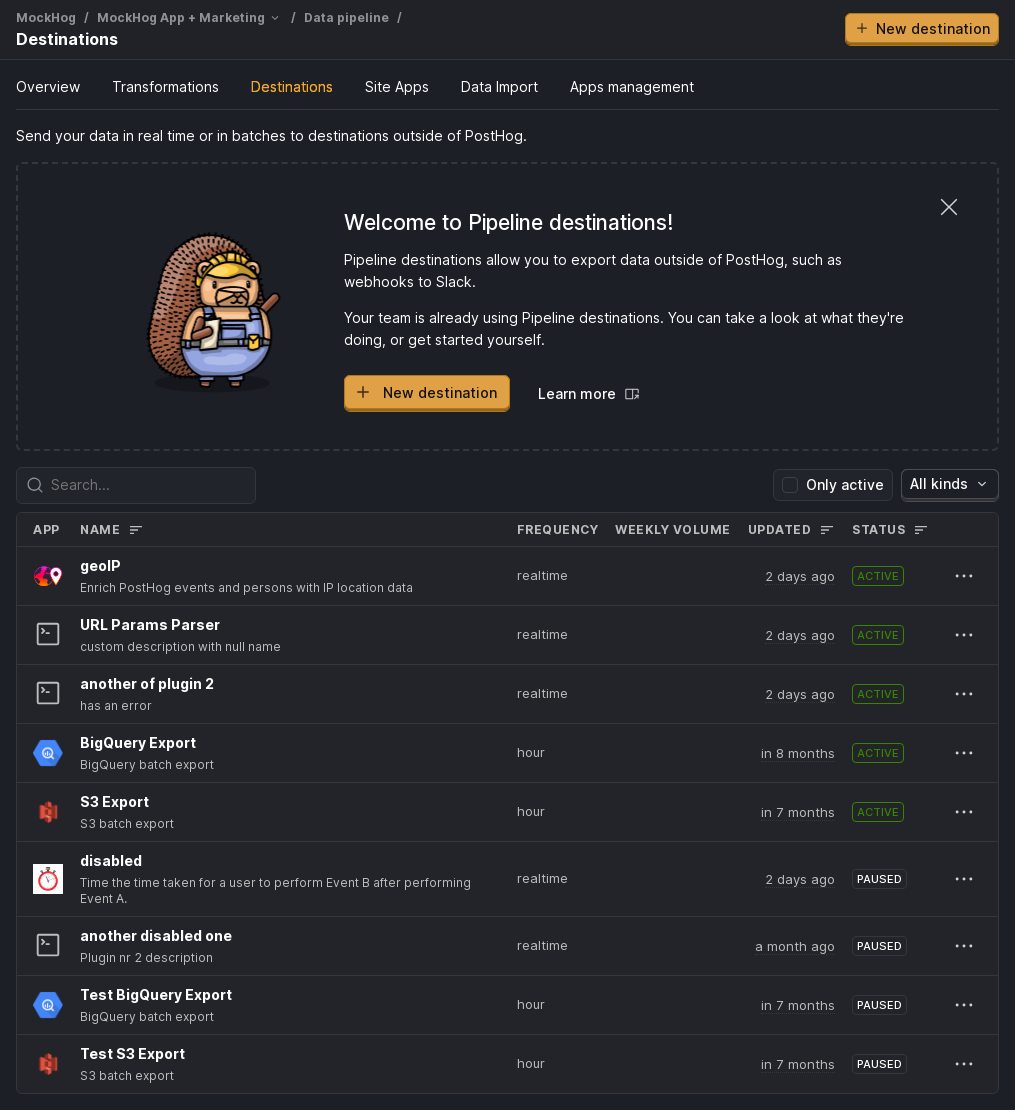 MockHog / MockHog App + Marketing / Data pipeline /
Destinations
New destination
Overview Transformations Destinations Site Apps Data Import Apps management
Send your data in real time or in batches to destinations outside of PostHog.
Welcome to Pipeline destinations!
Pipeline destinations allow you to export data outside of PostHog, such as
webhooks to Slack.
Your team is already using Pipeline destinations. You can take a look at what they're
doing, or get started yourself.
New destination Learn more
Search... Only active All kinds
APP NAME FREQUENCY WEEKLY VOLUME UPDATED STATUS
geoIP
Enrich PostHog events and persons with IP location data
realtime 2 days ago ACTIVE
URL Params Parser
custom description with null name
realtime 2 days ago ACTIVE
another of plugin 2
has an error
realtime 2 days ago ACTIVE
BigQuery Export
BigQuery batch export
hour in 8 months ACTIVE
S3 Export
S3 batch export
hour in 7 months ACTIVE
disabled
Time the time taken for a user to perform Event B after performing
Event A.
realtime 2 days ago PAUSED
another disabled one
Plugin nr 2 description
realtime a month ago PAUSED
Test BigQuery Export
BigQuery batch export
hour in 7 months PAUSED
Test S3 Export
S3 batch export
hour in 7 months PAUSED